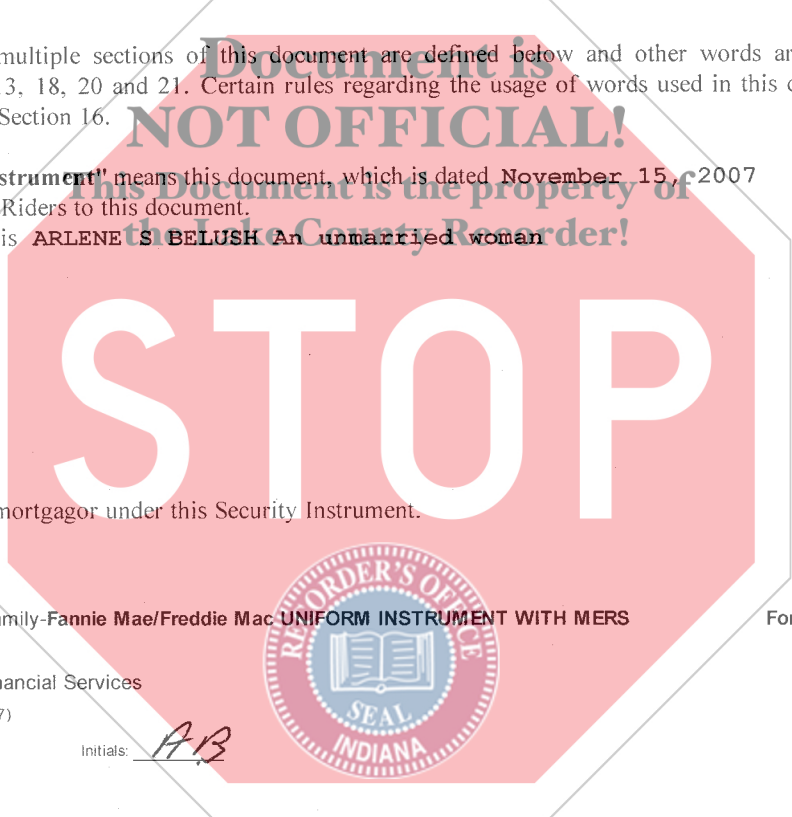 Document is
multiple sections of this document are defined below and other words ar
13, 18, 20 and 21. Certain rules regarding the usage of words used in this
Section 16.
NOT OFFICIAL!
strument" means this document, which is dated November 15, 2007
This Document is the property of
Riders to this document.
the Lake County Recorder!
is ARLENE S BELUSH An unmarried woman
STOP
mortgagor under this Security Instrument.
RECORDER'S OFFICE
mily-Fannie Mae/Freddie Mac UNIFORM INSTRUMENT WITH MERS
For
nancial Services
7)
SEAL
INDIANA
Initials: AB